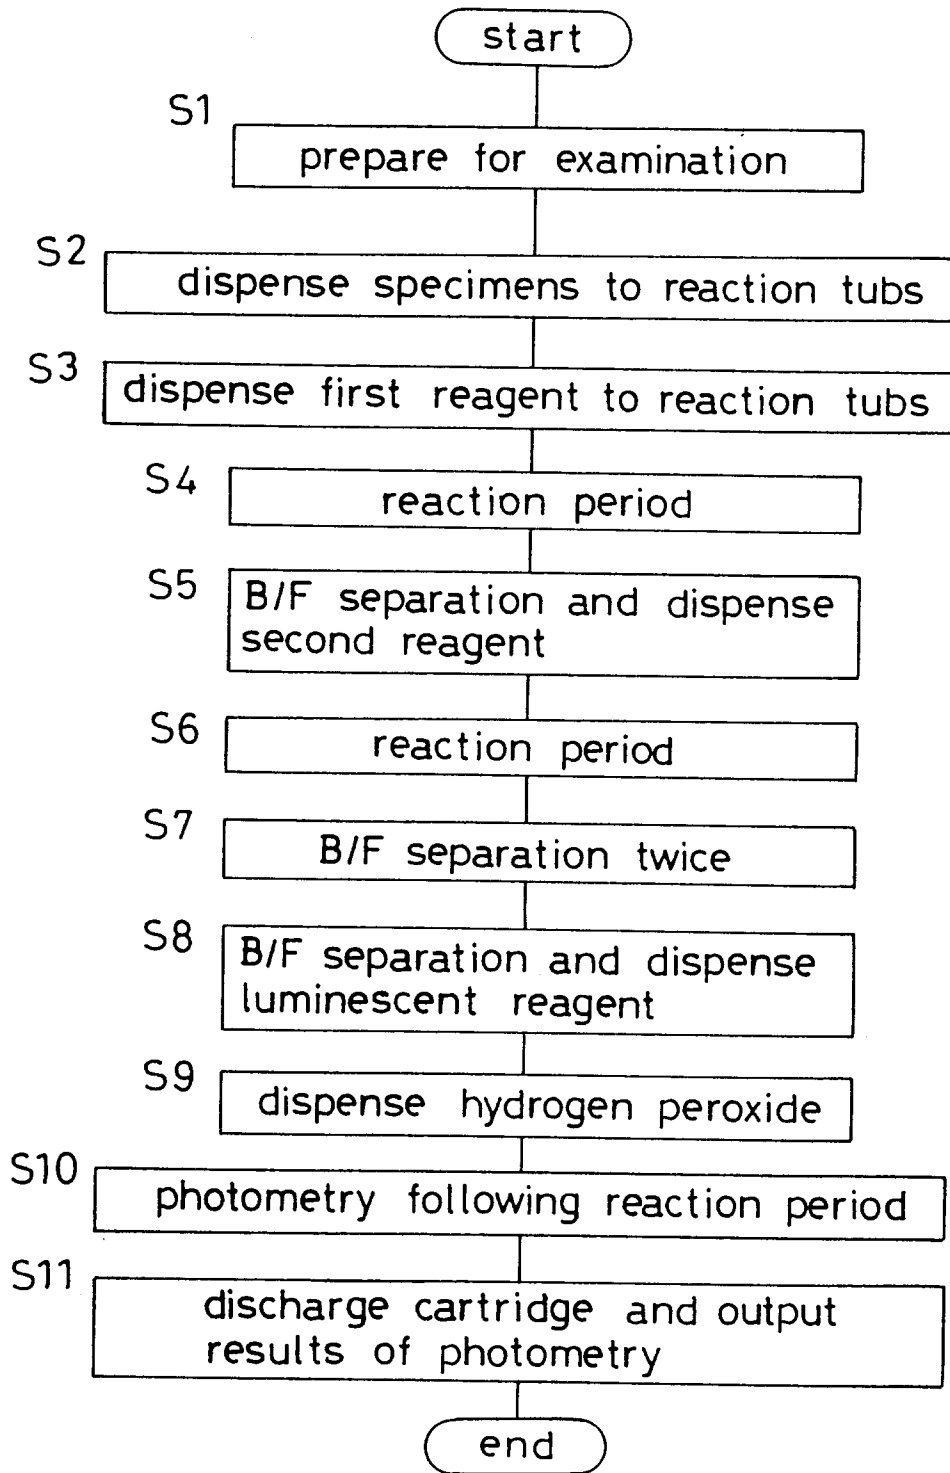 start
S1
prepare for examination
S2
dispense specimens to reaction tubs
S3
dispense first reagent to reaction tubs
S4
reaction period
S5
B/F separation and dispense
second reagent
S6
reaction period
S7
B/F separation twice
S8
B/F separation and dispense
luminescent reagent
S9
dispense hydrogen peroxide
S10
photometry following reaction period
S11
discharge cartridge and output
results of photometry
end